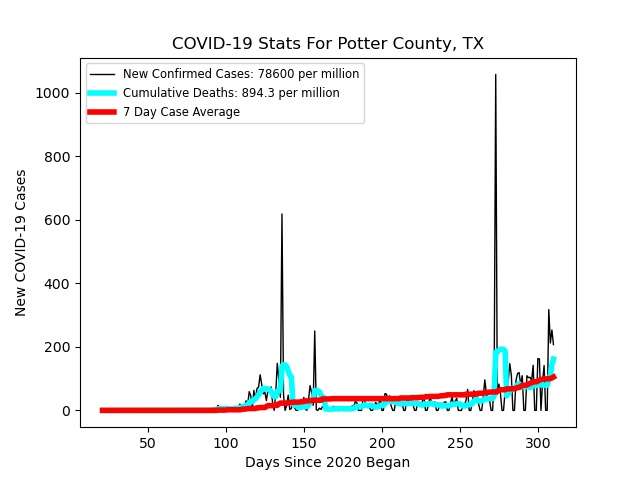 COVID-19 Stats For Potter County, TX
New Confirmed Cases: 78600 per million
Cumulative Deaths: 894.3 per million
7 Day Case Average
New COVID-19 Cases
1000
800
600
400
200
0
50
100
150
200
250
300
Days Since 2020 Began